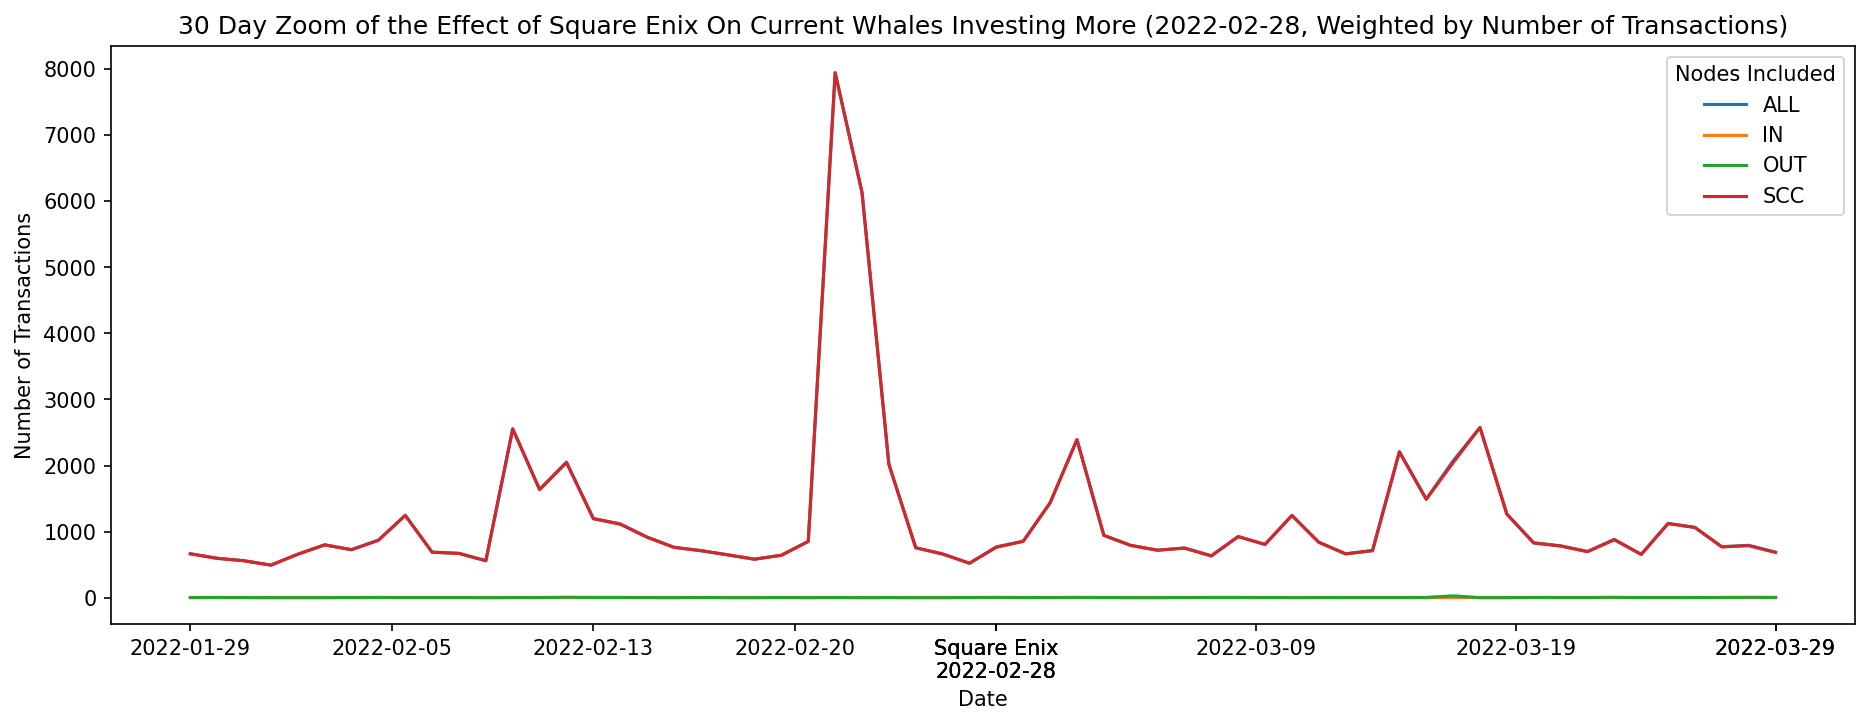 30 Day Zoom of the Effect of Square Enix On Current Whales Investing More (2022-02-28, Weighted by Number of Transactions)
Nodes Included
ALL
IN
OUT
SCC
Number of Transactions
8000
7000
6000
5000
4000
3000
2000
1000
0
2022-01-29
2022-02-05
2022-02-13
2022-02-20
Square Enix
2022-02-28
2022-03-09
2022-03-19
2022-03-29
Date